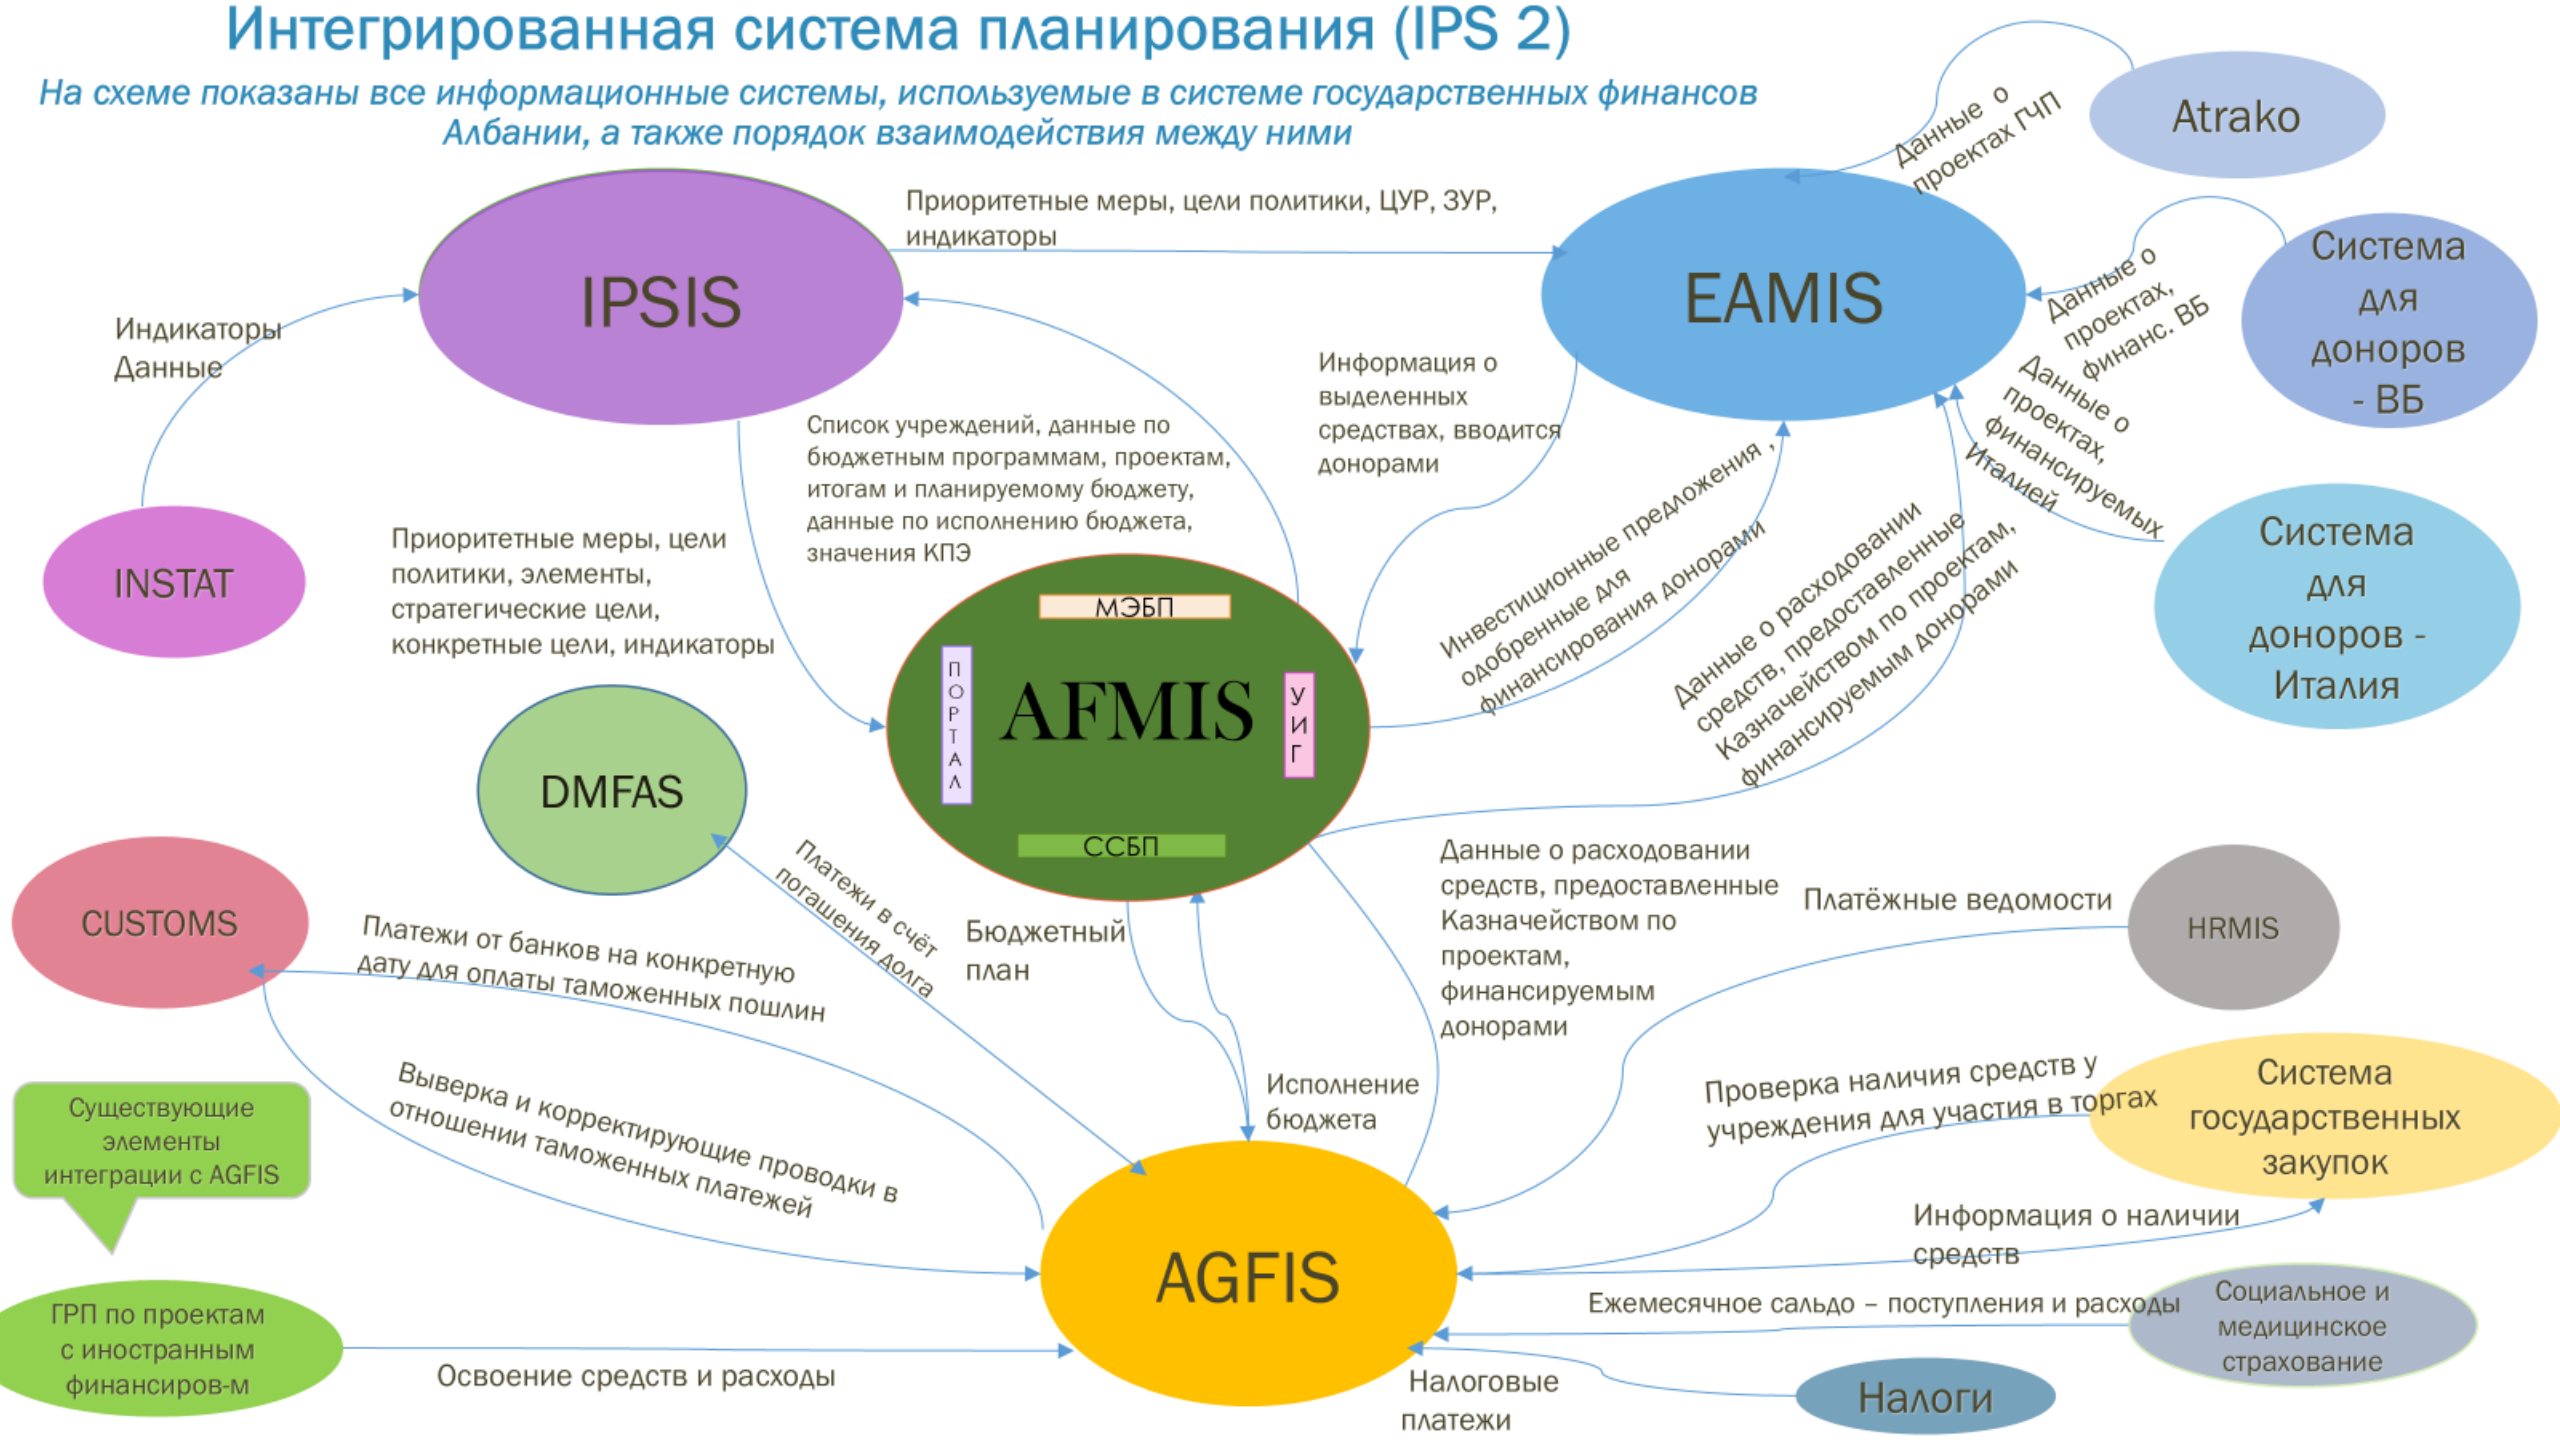 Интегрированная система планирования (IPS 2)
На схеме показаны все информационные системы, используемые в системе государственных финансов
Албании, а также порядок взаимодействия между ними
Atrako
Данные о
проектах ГЧП
Приоритетные меры, цели политики, ЦУР, ЗУР,
индикаторы
IPSIS
EAMIS
Система
для
доноров
- ВБ
Данные о
проектах,
финанс. ВБ
Индикаторы
Данные
Информация о
выделенных
средствах, вводится
донорами
Данные о
проектах,
финансируемых
Италией
Список учреждений, данные по
бюджетным программам, проектам,
итогам и планируемому бюджету,
данные по исполнению бюджета,
значения КПЭ
INSTAT
Приоритетные меры, цели
политики, элементы,
стратегические цели,
конкретные цели, индикаторы
Инвестиционные предложения ,
одобренные для
финансирования донорами
Данные о расходовании
средств, предоставленные
Казначейством по проектам,
финансируемым донорами
Система
для
доноров -
Италия
МЭБП
ПОРТАЛ
AFMIS
УИГ
ССБП
DMFAS
CUSTOMS
Платежи в счёт
погашения долга
Бюджетный
план
Данные о расходовании
средств, предоставленные
Казначейством по
проектам,
финансируемым
донорами
Платёжные ведомости
HRMIS
Платежи от банков на конкретную
дату для оплаты таможенных пошлин
Выверка и корректирующие проводки в
отношении таможенных платежей
Исполнение
бюджета
Проверка наличия средств у
учреждения для участия в торгах
Система
государственных
закупок
Существующие
элементы
интеграции с AGFIS
AGFIS
Информация о наличии
средств
Ежемесячное сальдо – поступления и расходы
Социальное и
медицинское
страхование
ГРП по проектам
с иностранным
финансиров-м
Освоение средств и расходы
Налоговые
платежи
Налоги